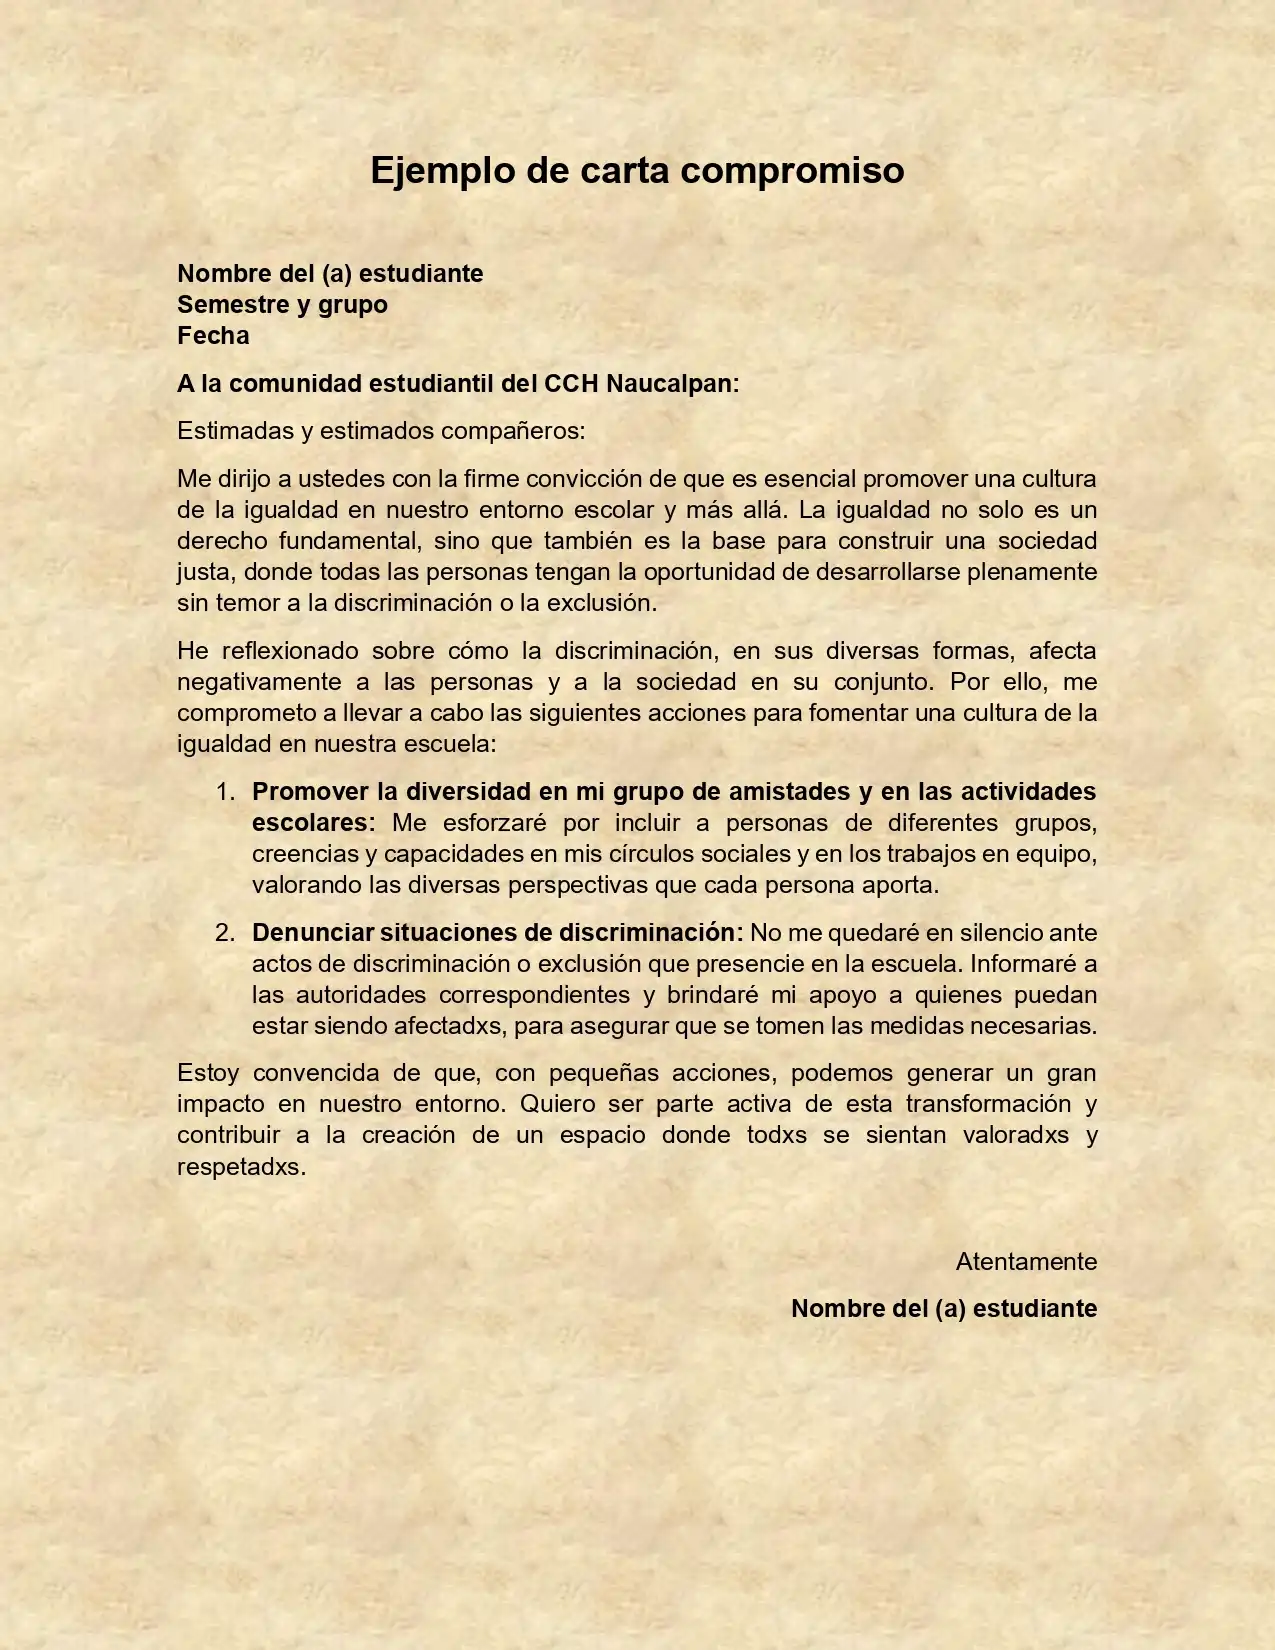 Ejemplo de carta compromiso
Nombre del (a) estudiante
Semestre y grupo
Fecha
A la comunidad estudiantil del CCH Naucalpan:
Estimadas y estimados compañeros:
Me dirijo a ustedes con la firme convicción de que es esencial promover una cultura
de la igualdad en nuestro entorno escolar y más allá. La igualdad no solo es un
derecho fundamental, sino que también es la base para construir una sociedad
justa, donde todas las personas tengan la oportunidad de desarrollarse plenamente
sin temor a la discriminación o la exclusión.
He reflexionado sobre cómo la discriminación, en sus diversas formas, afecta
negativamente a las personas y a la sociedad en su conjunto. Por ello, me
comprometo a llevar a cabo las siguientes acciones para fomentar una cultura de la
igualdad en nuestra escuela:
1. Promover la diversidad en mi grupo de amistades y en las actividades
escolares: Me esforzaré por incluir a personas de diferentes grupos,
creencias y capacidades en mis círculos sociales y en los trabajos en equipo,
valorando las diversas perspectivas que cada persona aporta.
2. Denunciar situaciones de discriminación: No me quedaré en silencio ante
actos de discriminación o exclusión que presencie en la escuela. Informaré a
las autoridades correspondientes y brindaré mi apoyo a quienes puedan
estar siendo afectadxs, para asegurar que se tomen las medidas necesarias.
Estoy convencida de que, con pequeñas acciones, podemos generar un gran
impacto en nuestro entorno. Quiero ser parte activa de esta transformación y
contribuir a la creación de un espacio donde todxs se sientan valoradxs y
respetadxs.
Atentamente
Nombre del (a) estudiante